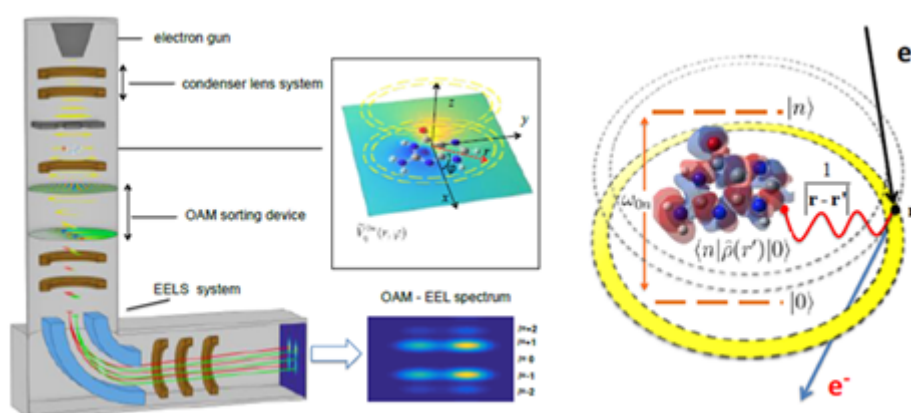 electron gun
condenser lens system
OAM sorting device
EELS system
z
y
r
x
OAM - EEL spectrum
l=+2
l=+1
l= 0
l=-1
l=-2
e
|n⟩
ω₀ₙ
1
|r - r'|
r
⟨n|ρ̂(r')|0⟩
|0⟩
e⁻